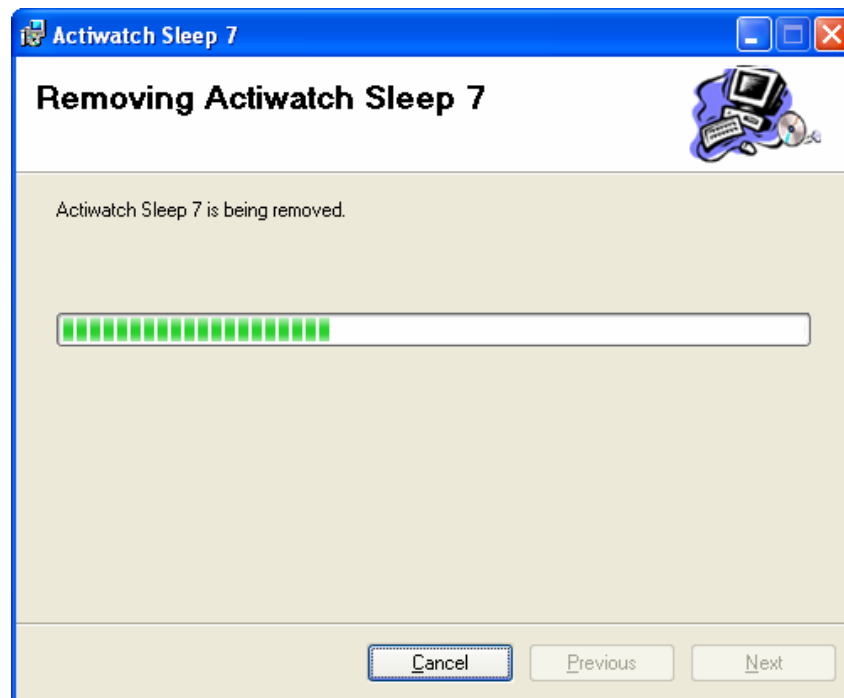 Actiwatch Sleep 7
Removing Actiwatch Sleep 7
Actiwatch Sleep 7 is being removed.
Cancel
Previous
Next